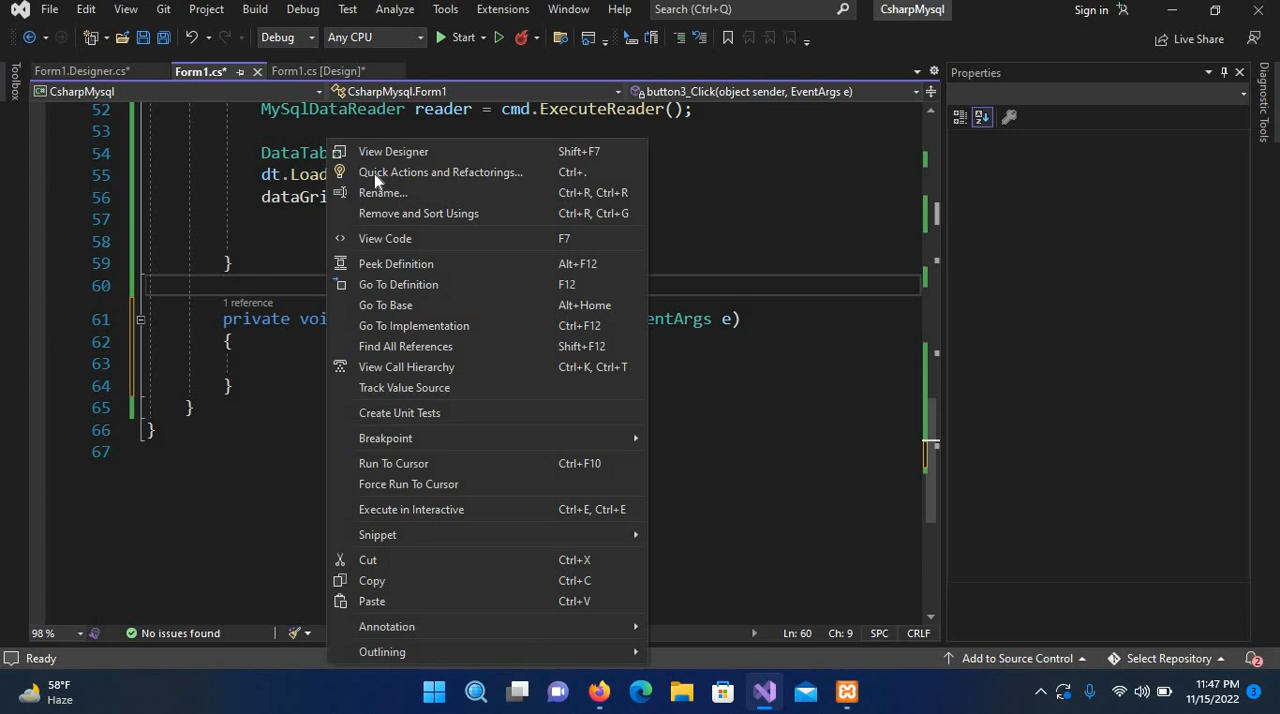 File Edit View Git Project Build Debug Test Analyze Tools Extensions Window Help Search (Ctrl+Q) CsharpMysql Sign in
Debug Any CPU Start Live Share
Toolbox Form1.Designer.cs* Form1.cs* Form1.cs [Design]* Properties Diagnostic Tools
CsharpMysql CsharpMysql.Form1 button3_Click(object sender, EventArgs e)
52 MySqlDataReader reader = cmd.ExecuteReader();
53
54 DataTab
55 dt.Load
56 dataGri
57
58
59 }
60
1 reference
61 private voi entArgs e)
62 {
63
64 }
65 }
66 }
67
View Designer Shift+F7
Quick Actions and Refactorings... Ctrl+.
Rename... Ctrl+R, Ctrl+R
Remove and Sort Usings Ctrl+R, Ctrl+G
View Code F7
Peek Definition Alt+F12
Go To Definition F12
Go To Base Alt+Home
Go To Implementation Ctrl+F12
Find All References Shift+F12
View Call Hierarchy Ctrl+K, Ctrl+T
Track Value Source
Create Unit Tests
Breakpoint
Run To Cursor Ctrl+F10
Force Run To Cursor
Execute in Interactive Ctrl+E, Ctrl+E
Snippet
Cut Ctrl+X
Copy Ctrl+C
Paste Ctrl+V
Annotation
Outlining
98 % No issues found Ln: 60 Ch: 9 SPC CRLF
Ready Add to Source Control Select Repository 2
58°F
Haze
11:47 PM
11/15/2022 3